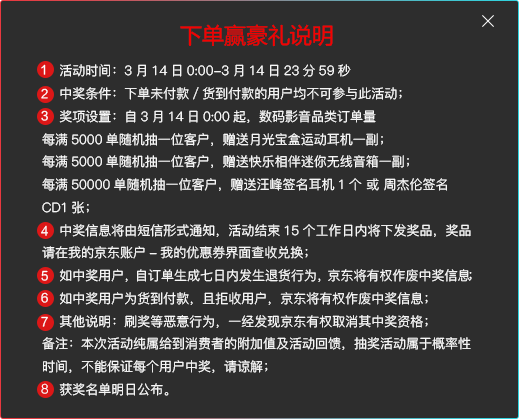 下单赢豪礼说明
1 活动时间：3 月 14 日 0:00–3 月 14 日 23 分 59 秒
2 中奖条件：下单未付款 / 货到付款的用户均不可参与此活动；
3 奖项设置：自 3 月 14 日 0:00 起，数码影音品类订单量
每满 5000 单随机抽一位客户，赠送月光宝盒运动耳机一副；
每满 5000 单随机抽一位客户，赠送快乐相伴迷你无线音箱一副；
每满 50000 单随机抽一位客户，赠送汪峰签名耳机 1 个 或 周杰伦签名
CD1 张；
4 中奖信息将由短信形式通知，活动结束 15 个工作日内将下发奖品，奖品
请在我的京东账户 – 我的优惠券界面查收兑换；
5 如中奖用户，自订单生成七日内发生退货行为，京东将有权作废中奖信息；
6 如中奖用户为货到付款，且拒收用户，京东将有权作废中奖信息；
7 其他说明：刷奖等恶意行为，一经发现京东有权取消其中奖资格；
备注：本次活动纯属给到消费者的附加值及活动回馈，抽奖活动属于概率性
时间，不能保证每个用户中奖，请谅解；
8 获奖名单明日公布。